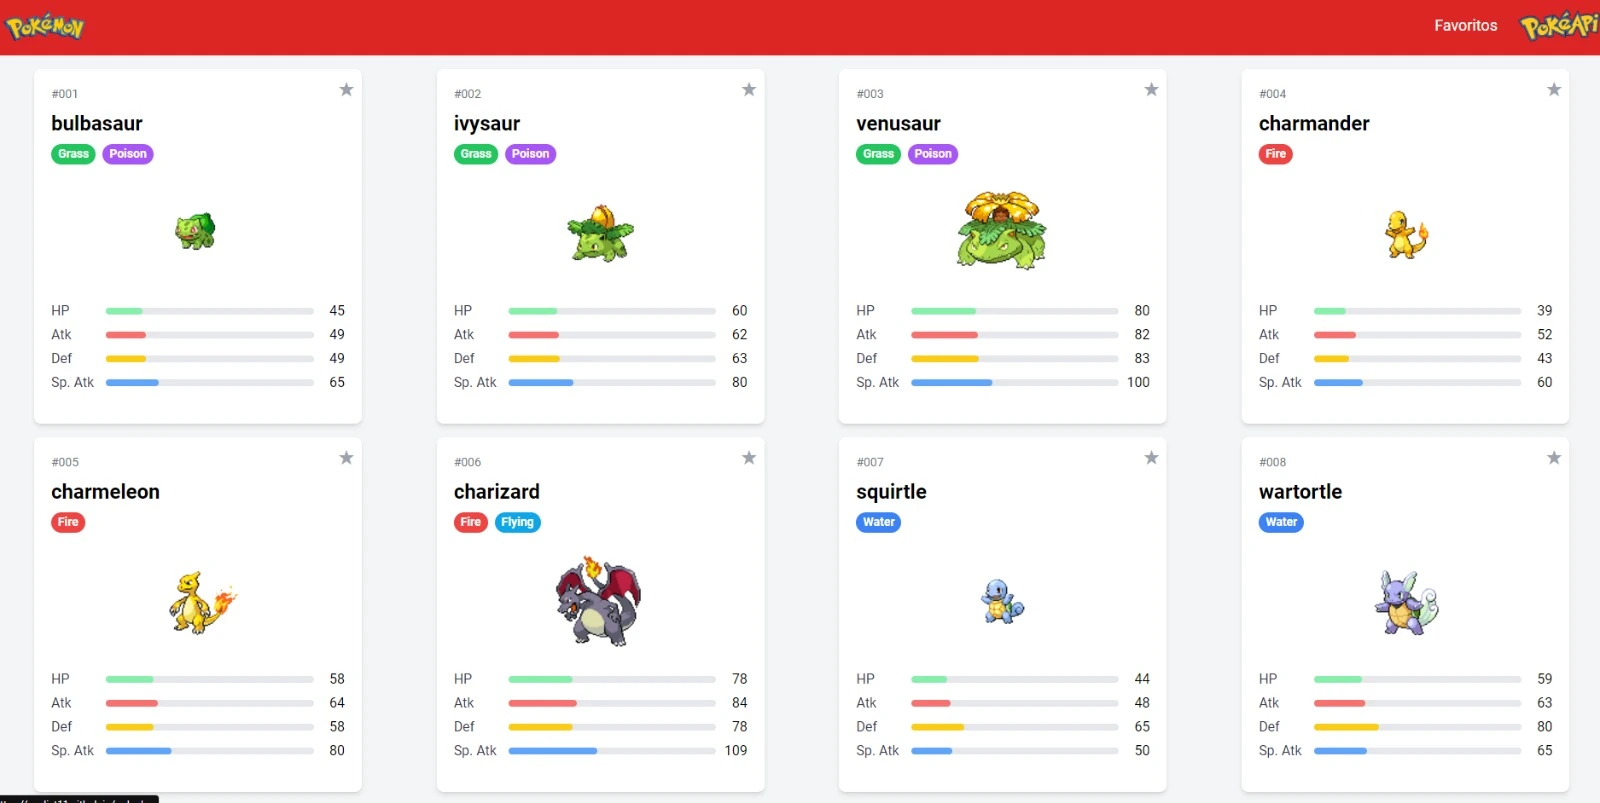 POKéMON
Favoritos
POKéAPi
#001
bulbasaur
Grass Poison
HP 45
Atk 49
Def 49
Sp. Atk 65
#002
ivysaur
Grass Poison
HP 60
Atk 62
Def 63
Sp. Atk 80
#003
venusaur
Grass Poison
HP 80
Atk 82
Def 83
Sp. Atk 100
#004
charmander
Fire
HP 39
Atk 52
Def 43
Sp. Atk 60
#005
charmeleon
Fire
HP 58
Atk 64
Def 58
Sp. Atk 80
#006
charizard
Fire Flying
HP 78
Atk 84
Def 78
Sp. Atk 109
#007
squirtle
Water
HP 44
Atk 48
Def 65
Sp. Atk 50
#008
wartortle
Water
HP 59
Atk 63
Def 80
Sp. Atk 65